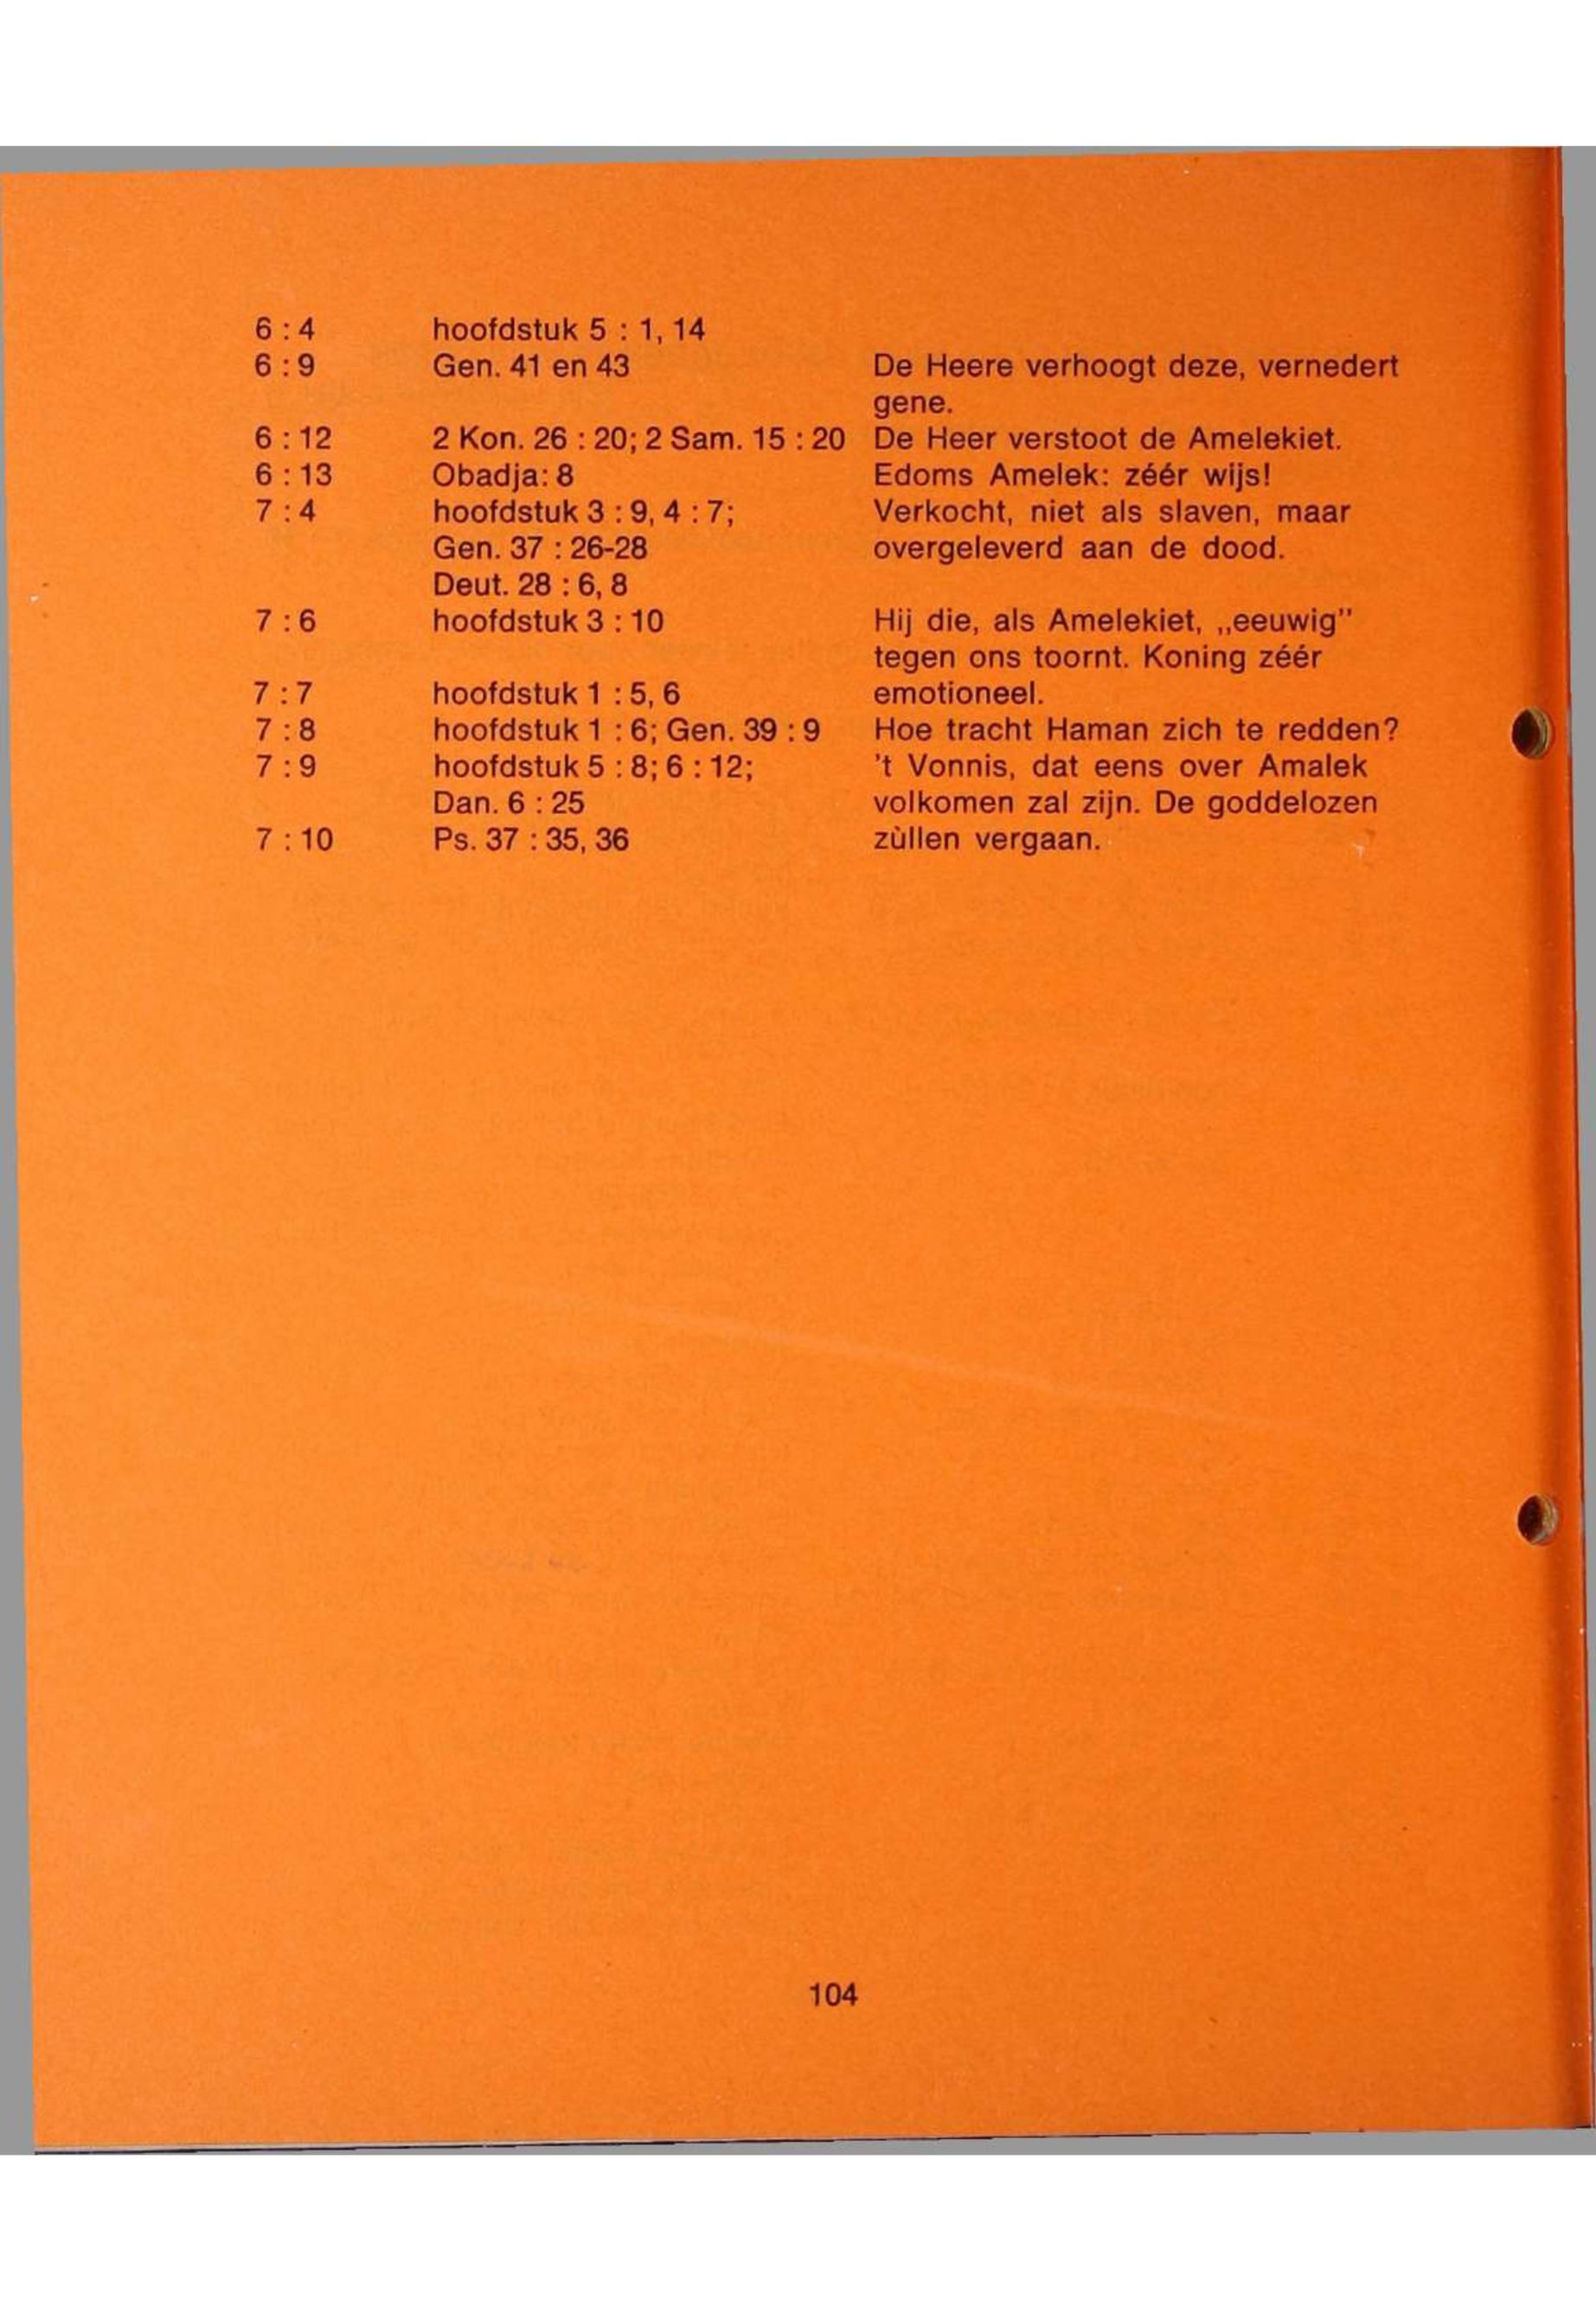 6 : 4 hoofdstuk 5 : 1, 14
6 : 9 Gen. 41 en 43 De Heere verhoogt deze, vernedert
gene.
6 : 12 2 Kon. 26 : 20; 2 Sam. 15 : 20 De Heer verstoot de Amelekiet.
6 : 13 Obadja: 8 Edoms Amelek: zéér wijs!
7 : 4 hoofdstuk 3 : 9, 4 : 7; Verkocht, niet als slaven, maar
Gen. 37 : 26-28 overgeleverd aan de dood.
Deut. 28 : 6, 8
7 : 6 hoofdstuk 3 : 10 Hij die, als Amelekiet, „eeuwig”
tegen ons toornt. Koning zéér
7 : 7 hoofdstuk 1 : 5, 6 emotioneel.
7 : 8 hoofdstuk 1 : 6; Gen. 39 : 9 Hoe tracht Haman zich te redden?
7 : 9 hoofdstuk 5 : 8; 6 : 12; 't Vonnis, dat eens over Amalek
Dan. 6 : 25 volkomen zal zijn. De goddelozen
7 : 10 Ps. 37 : 35, 36 zùllen vergaan.
104